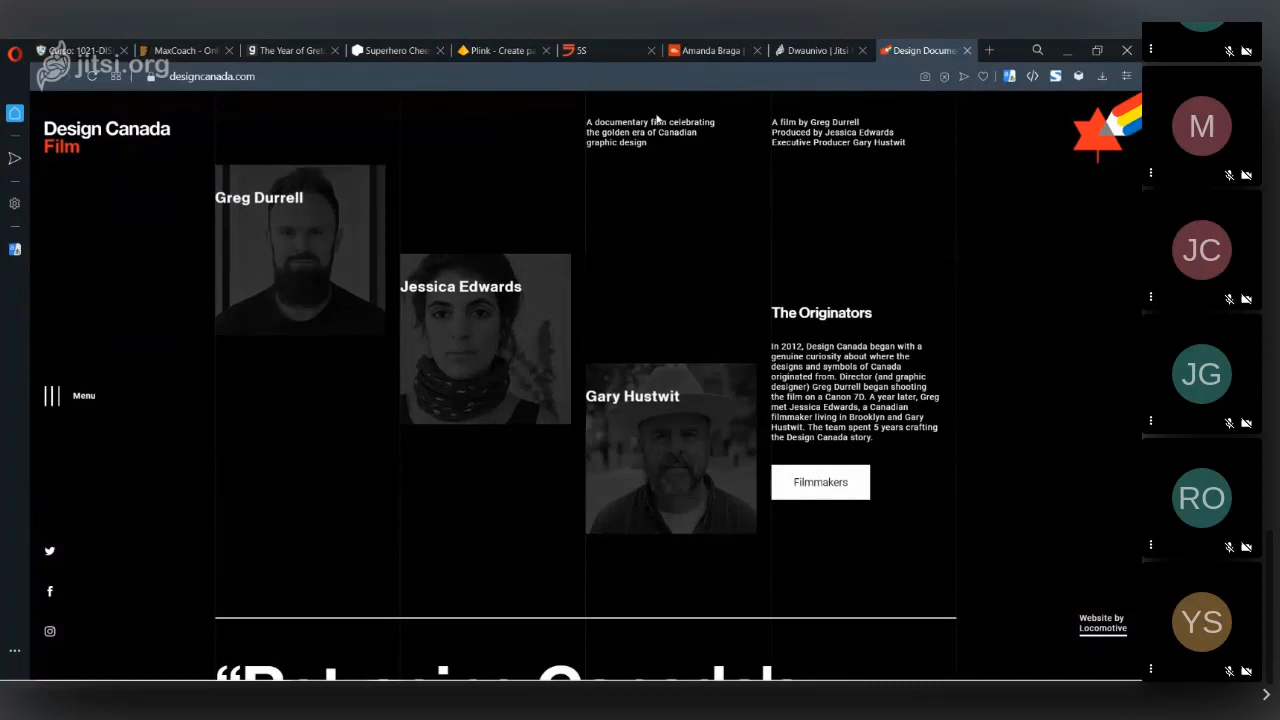 Curso: 1021-DIS
MaxCoach - Onl
The Year of Gret
Superhero Chee
Plink - Create pa
5S
Amanda Braga |
Dwaunivo | Jitsi
Design Docume
jitsi.org
designcanada.com
Design Canada
Film
A documentary film celebrating
the golden era of Canadian
graphic design
A film by Greg Durrell
Produced by Jessica Edwards
Executive Producer Gary Hustwit
Greg Durrell
Jessica Edwards
Gary Hustwit
The Originators
In 2012, Design Canada began with a
genuine curiosity about where the
designs and symbols of Canada
originated from. Director (and graphic
designer) Greg Durrell began shooting
the film on a Canon 7D. A year later, Greg
met Jessica Edwards, a Canadian
filmmaker living in Brooklyn and Gary
Hustwit. The team spent 5 years crafting
the Design Canada story.
Filmmakers
Menu
Website by
Locomotive
M
JC
JG
RO
YS